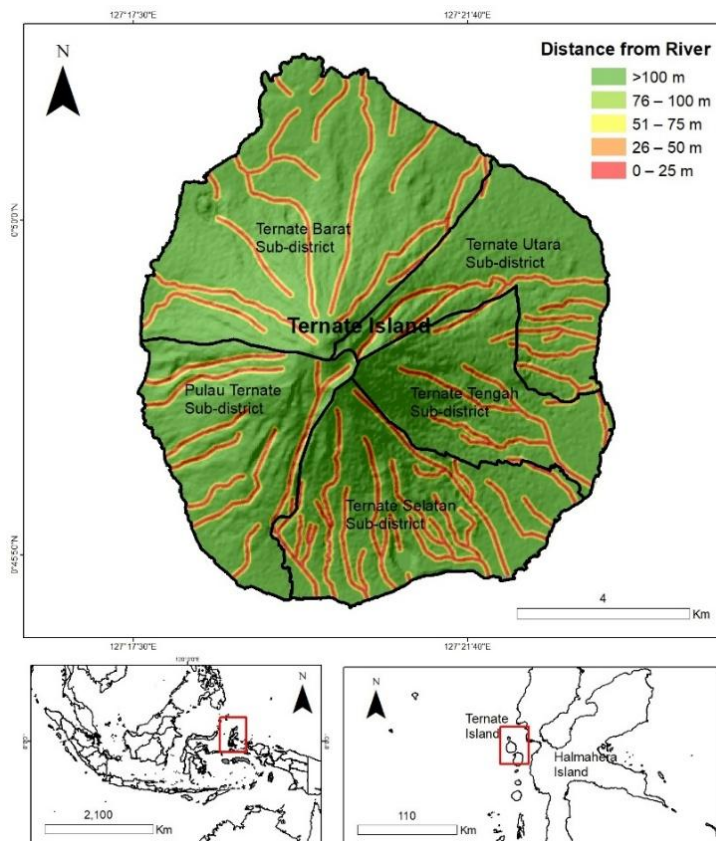 127°17'30"E
127°21'40"E
N
Distance from River
>100 m
76 – 100 m
51 – 75 m
26 – 50 m
0 – 25 m
0°50'0"N
Ternate Barat
Sub-district
Ternate Utara
Sub-district
Ternate Island
Pulau Ternate
Sub-district
Ternate Tengah
Sub-district
Ternate Selatan
Sub-district
0°45'50"N
4
Km
127°17'30"E
127°21'40"E
N
2,100
Km
N
Ternate
Island
Halmahera
Island
110
Km